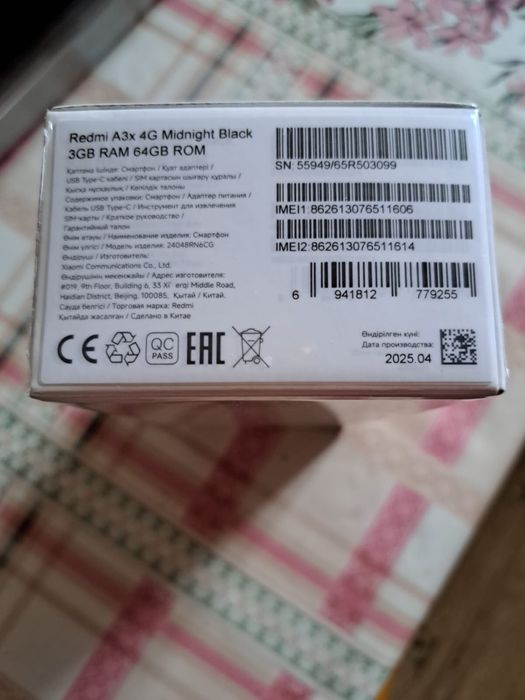 Redmi A3x 4G Midnight Black
3GB RAM 64GB ROM
Қаптама ішінде: Смартфон / Қуат адаптері /
USB Type-C кабелі / SIM картасын шығару құралы /
Қысқа нұсқаулық / Кепілдік талоны
Содержимое упаковки: Смартфон / Адаптер питания /
Кабель USB Type-C / Инструмент для извлечения
SIM-карты / Краткое руководство /
Гарантийный талон
Өнім атауы / Наименование изделия: Смартфон
Өнім үлгісі / Модель изделия: 24048RN6CG
Өндіруші / Изготовитель:
Xiaomi Communications Co., Ltd.
Өндірушінің мекенжайы / Адрес изготовителя:
#019, 9th Floor, Building 6, 33 Xi'erqi Middle Road,
Haidian District, Beijing, 100085, Қытай / Китай.
Сауда белгісі / Торговая марка: Redmi
Қытайда жасалған / Сделано в Китае
SN: 55949/65R503099
IMEI1:862613076511606
IMEI2:862613076511614
6 941812 779255
CE
QC
PASS
EAC
Өндірілген күні:
Дата производства:
2025.04